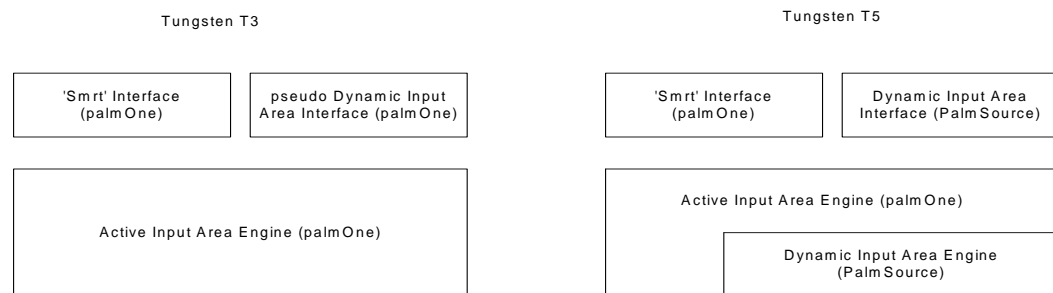 Tungsten T3
'Smrt' Interface
(palmOne)
pseudo Dynamic Input
Area Interface (palmOne)
Active Input Area Engine (palmOne)
Tungsten T5
'Smrt' Interface
(palmOne)
Dynamic Input Area
Interface (PalmSource)
Active Input Area Engine (palmOne)
Dynamic Input Area Engine
(PalmSource)